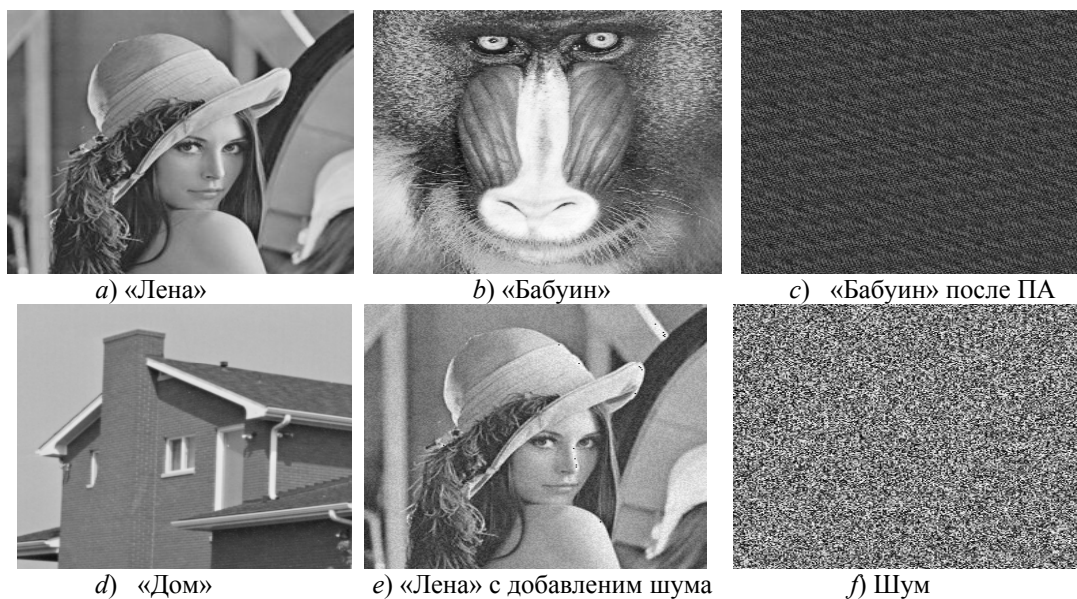 a) «Лена»
b) «Бабуин»
c) «Бабуин» после ПА
d) «Дом»
e) «Лена» с добавленим шума
f) Шум